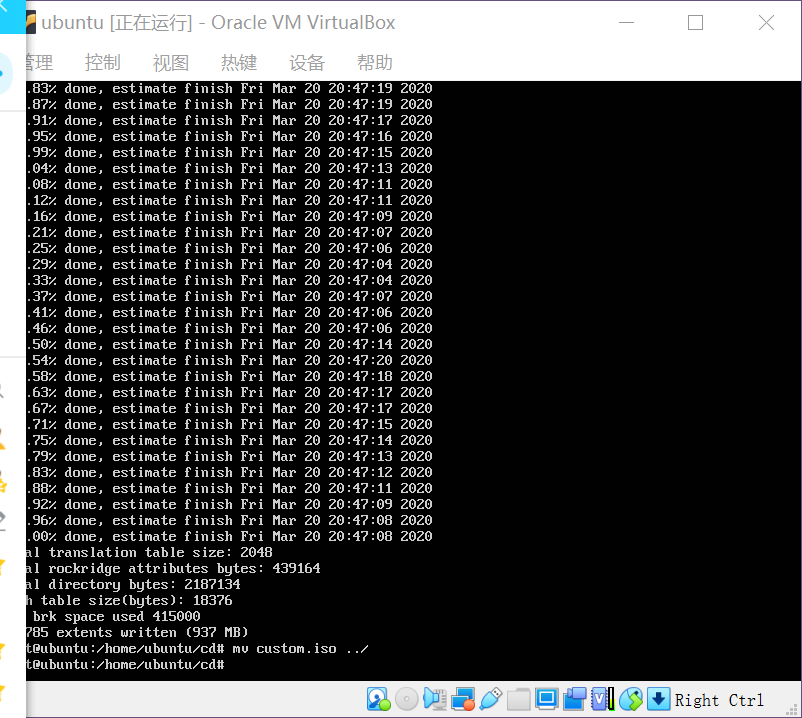 ubuntu [正在运行] - Oracle VM VirtualBox
管理 控制 视图 热键 设备 帮助
.83% done, estimate finish Fri Mar 20 20:47:19 2020
.87% done, estimate finish Fri Mar 20 20:47:19 2020
.91% done, estimate finish Fri Mar 20 20:47:17 2020
.95% done, estimate finish Fri Mar 20 20:47:16 2020
.99% done, estimate finish Fri Mar 20 20:47:15 2020
.04% done, estimate finish Fri Mar 20 20:47:13 2020
.08% done, estimate finish Fri Mar 20 20:47:11 2020
.12% done, estimate finish Fri Mar 20 20:47:11 2020
.16% done, estimate finish Fri Mar 20 20:47:09 2020
.21% done, estimate finish Fri Mar 20 20:47:07 2020
.25% done, estimate finish Fri Mar 20 20:47:06 2020
.29% done, estimate finish Fri Mar 20 20:47:04 2020
.33% done, estimate finish Fri Mar 20 20:47:04 2020
.37% done, estimate finish Fri Mar 20 20:47:07 2020
.41% done, estimate finish Fri Mar 20 20:47:06 2020
.46% done, estimate finish Fri Mar 20 20:47:06 2020
.50% done, estimate finish Fri Mar 20 20:47:14 2020
.54% done, estimate finish Fri Mar 20 20:47:20 2020
.58% done, estimate finish Fri Mar 20 20:47:18 2020
.63% done, estimate finish Fri Mar 20 20:47:17 2020
.67% done, estimate finish Fri Mar 20 20:47:17 2020
.71% done, estimate finish Fri Mar 20 20:47:15 2020
.75% done, estimate finish Fri Mar 20 20:47:14 2020
.79% done, estimate finish Fri Mar 20 20:47:13 2020
.83% done, estimate finish Fri Mar 20 20:47:12 2020
.88% done, estimate finish Fri Mar 20 20:47:11 2020
.92% done, estimate finish Fri Mar 20 20:47:09 2020
.96% done, estimate finish Fri Mar 20 20:47:08 2020
.00% done, estimate finish Fri Mar 20 20:47:08 2020
al translation table size: 2048
al rockridge attributes bytes: 439164
al directory bytes: 2187134
h table size(bytes): 18376
brk space used 415000
785 extents written (937 MB)
t@ubuntu:/home/ubuntu/cd# mv custom.iso ../
t@ubuntu:/home/ubuntu/cd#
Right Ctrl